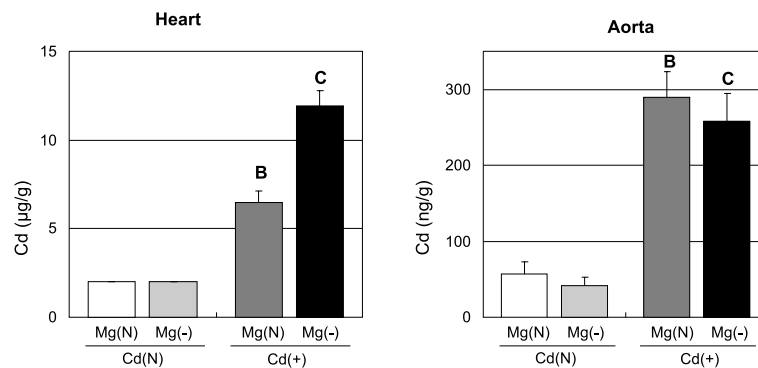 Heart
Cd (μg/g)
15
10
5
0
B
C
Mg(N) Mg(-) Mg(N) Mg(-)
Cd(N) Cd(+)
Aorta
Cd (ng/g)
300
200
100
0
B
C
Mg(N) Mg(-) Mg(N) Mg(-)
Cd(N) Cd(+)